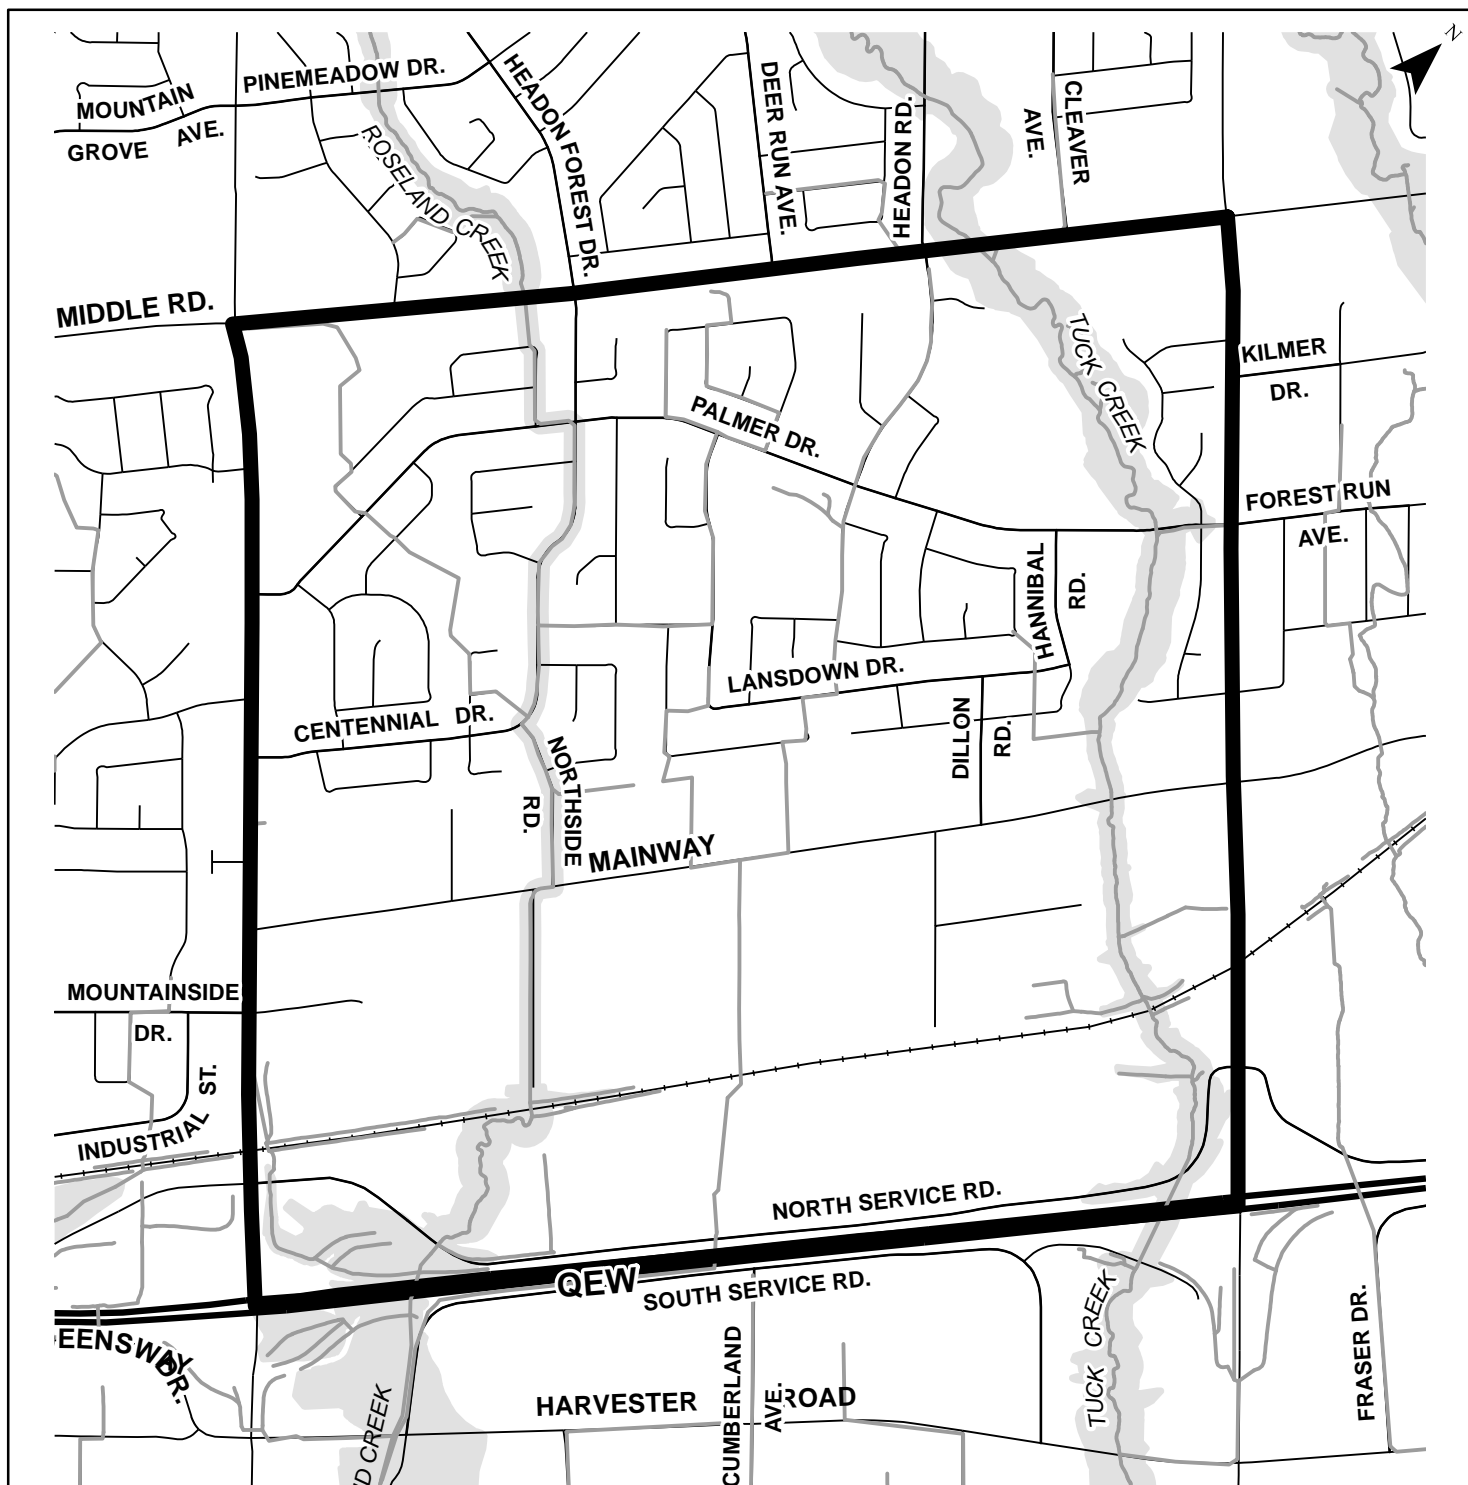 N
PINEMEADOW DR.
MOUNTAIN
GROVE AVE.
HEADON FOREST DR.
DEER RUN AVE.
HEADON RD.
CLEAVER
AVE.
ROSELAND CREEK
MIDDLE RD.
TUCK CREEK
KILMER
DR.
PALMER DR.
FOREST RUN
AVE.
HANNIBAL
RD.
LANSDOWN DR.
CENTENNIAL DR.
DILLON
RD.
NORTHSIDE
RD.
MAINWAY
MOUNTAINSIDE
DR.
INDUSTRIAL ST.
NORTH SERVICE RD.
QEW
SOUTH SERVICE RD.
EENSWAY
DR.
TUCK CREEK
FRASER DR.
CUMBERLAND
AVE.
HARVESTER ROAD
D CREEK